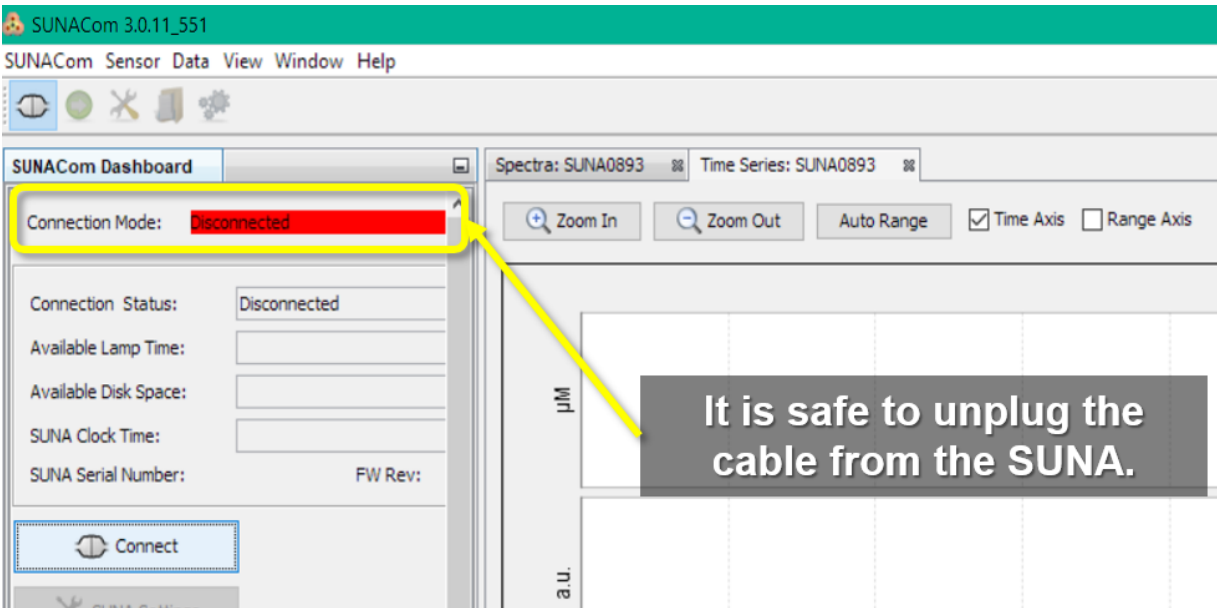 SUNACom 3.0.11_551
SUNACom Sensor Data View Window Help
SUNACom Dashboard
Spectra: SUNA0893
Time Series: SUNA0893
Connection Mode: Disconnected
Zoom In
Zoom Out
Auto Range
Time Axis
Range Axis
Connection Status: Disconnected
Available Lamp Time:
Available Disk Space:
SUNA Clock Time:
SUNA Serial Number: FW Rev:
Connect
µM
It is safe to unplug the
cable from the SUNA.
a.u.